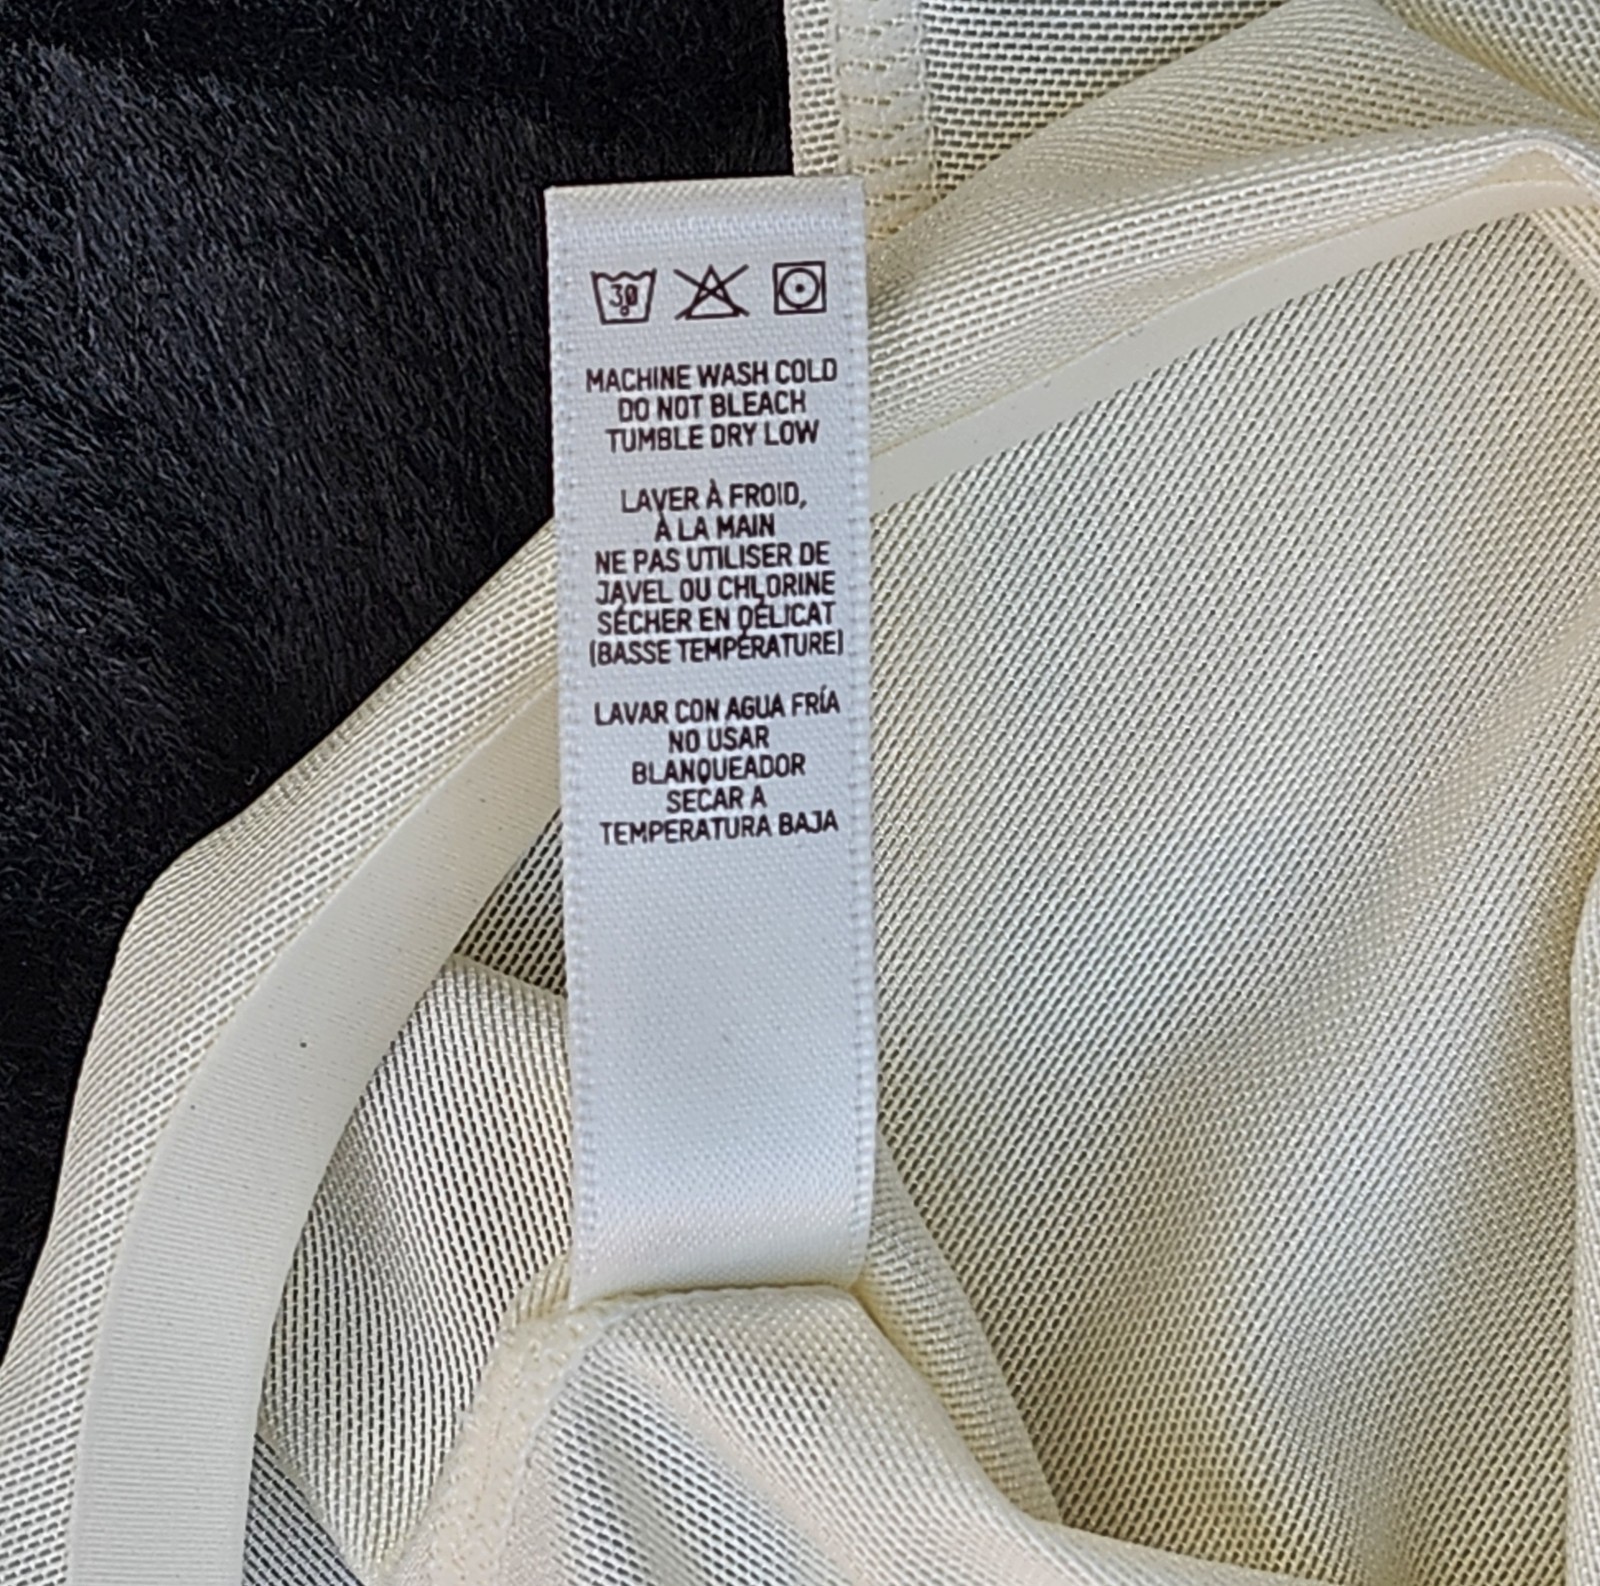 30
MACHINE WASH COLD
DO NOT BLEACH
TUMBLE DRY LOW
LAVER À FROID,
À LA MAIN
NE PAS UTILISER DE
JAVEL OU CHLORINE
SÉCHER EN DÉLICAT
(BASSE TEMPÉRATURE)
LAVAR CON AGUA FRÍA
NO USAR
BLANQUEADOR
SECAR A
TEMPERATURA BAJA